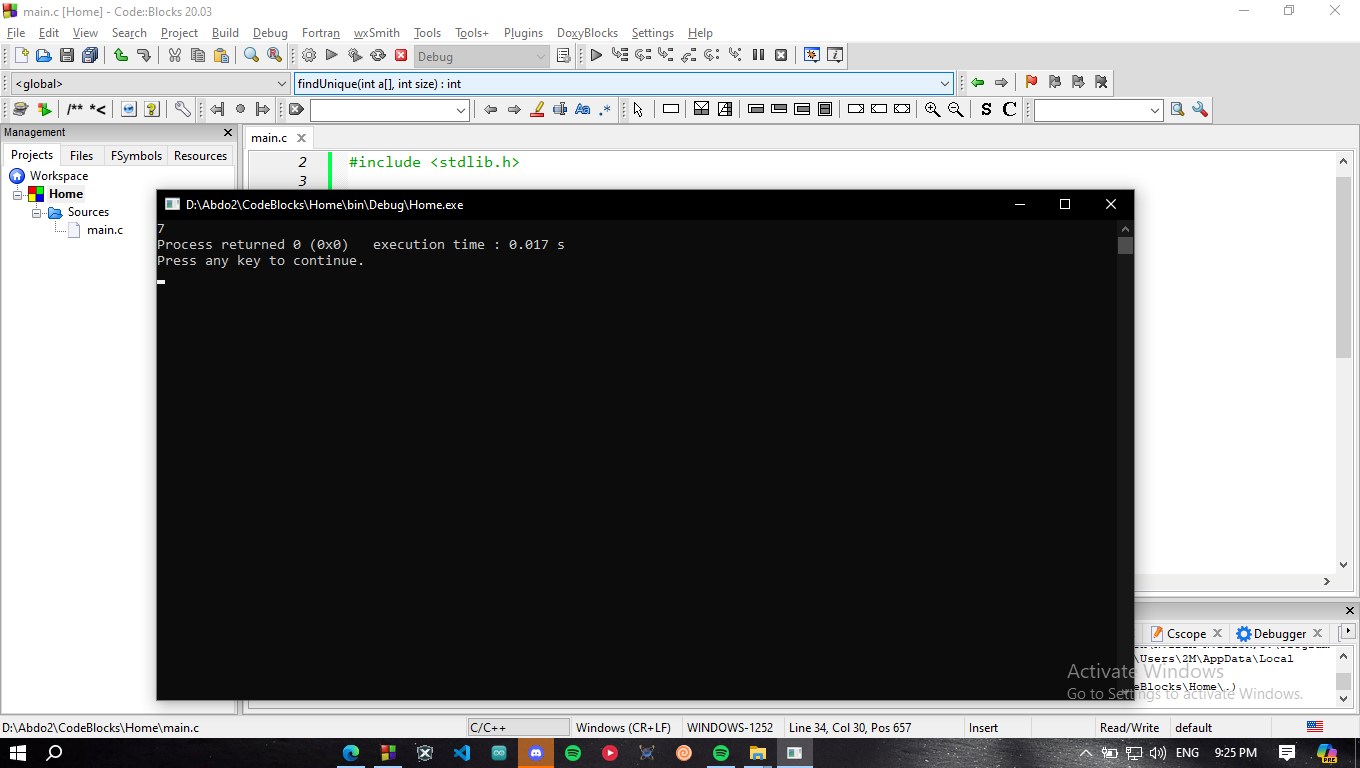 main.c [Home] - Code::Blocks 20.03
File Edit View Search Project Build Debug Fortran wxSmith Tools Tools+ Plugins DoxyBlocks Settings Help
Debug
<global>
findUnique(int a[], int size) : int
/** *<
Aa .*
S C
Management
main.c
Projects Files FSymbols Resources
Workspace
Home
Sources
main.c
2 #include <stdlib.h>
3
D:\Abdo2\CodeBlocks\Home\bin\Debug\Home.exe
7
Process returned 0 (0x0)   execution time : 0.017 s
Press any key to continue.
Cscope Debugger
\Users\2M\AppData\Local
eBlocks\Home\.)
Activate Windows
Go to Settings to activate Windows.
D:\Abdo2\CodeBlocks\Home\main.c C/C++ Windows (CR+LF) WINDOWS-1252 Line 34, Col 30, Pos 657 Insert Read/Write default
ENG 9:25 PM
PRE